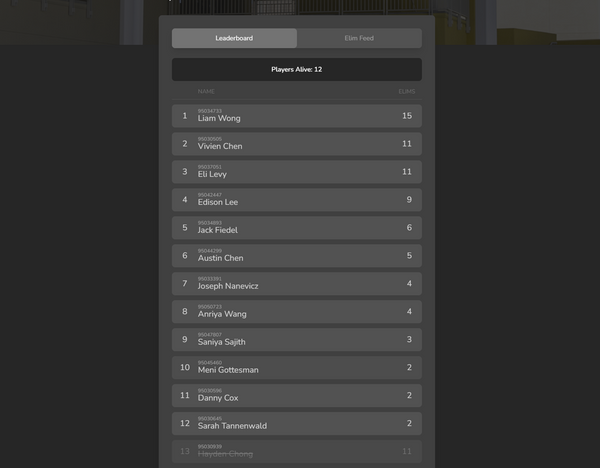 Leaderboard
Elim Feed
Players Alive: 12
NAME
ELIMS
1
95034733
Liam Wong
15
2
95030505
Vivien Chen
11
3
95037051
Eli Levy
11
4
95042447
Edison Lee
9
5
95034893
Jack Fiedel
6
6
95044299
Austin Chen
5
7
95033391
Joseph Nanevicz
4
8
95050723
Anriya Wang
4
9
95047807
Saniya Sajith
3
10
95045460
Meni Gottesman
2
11
95030596
Danny Cox
2
12
95030645
Sarah Tannenwald
2
13
95030939
Hayden Chong
11